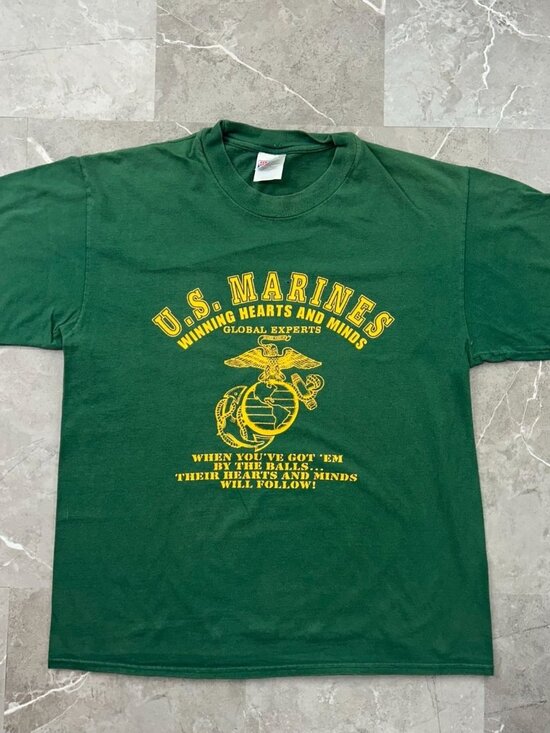 U.S. MARINES
WINNING HEARTS AND MINDS
GLOBAL EXPERTS
WHEN YOU'VE GOT 'EM
BY THE BALLS...
THEIR HEARTS AND MINDS
WILL FOLLOW!